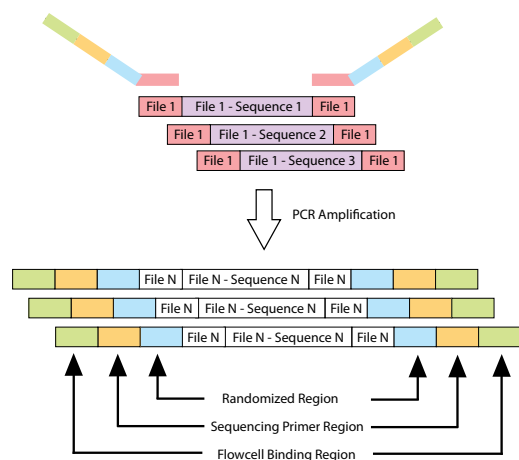 File 1 File 1 - Sequence 1 File 1
File 1 File 1 - Sequence 2 File 1
File 1 File 1 - Sequence 3 File 1
PCR Amplification
File N File N - Sequence N File N
File N File N - Sequence N File N
File N File N - Sequence N File N
Randomized Region
Sequencing Primer Region
Flowcell Binding Region